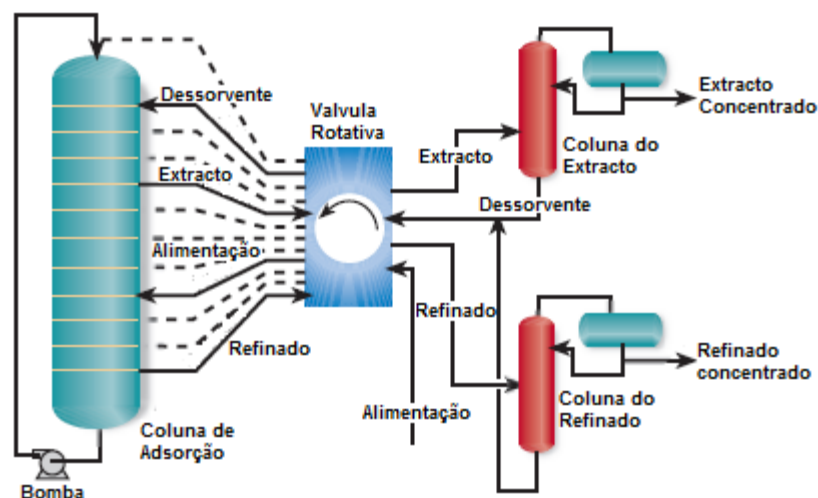 Dessorvente
Valvula
Rotativa
Extracto
Concentrado
Extracto
Coluna do
Extracto
Extracto
Dessorvente
Alimentação
Refinado
Refinado
Refinado
concentrado
Alimentação
Coluna do
Refinado
Coluna de
Adsorção
Bomba